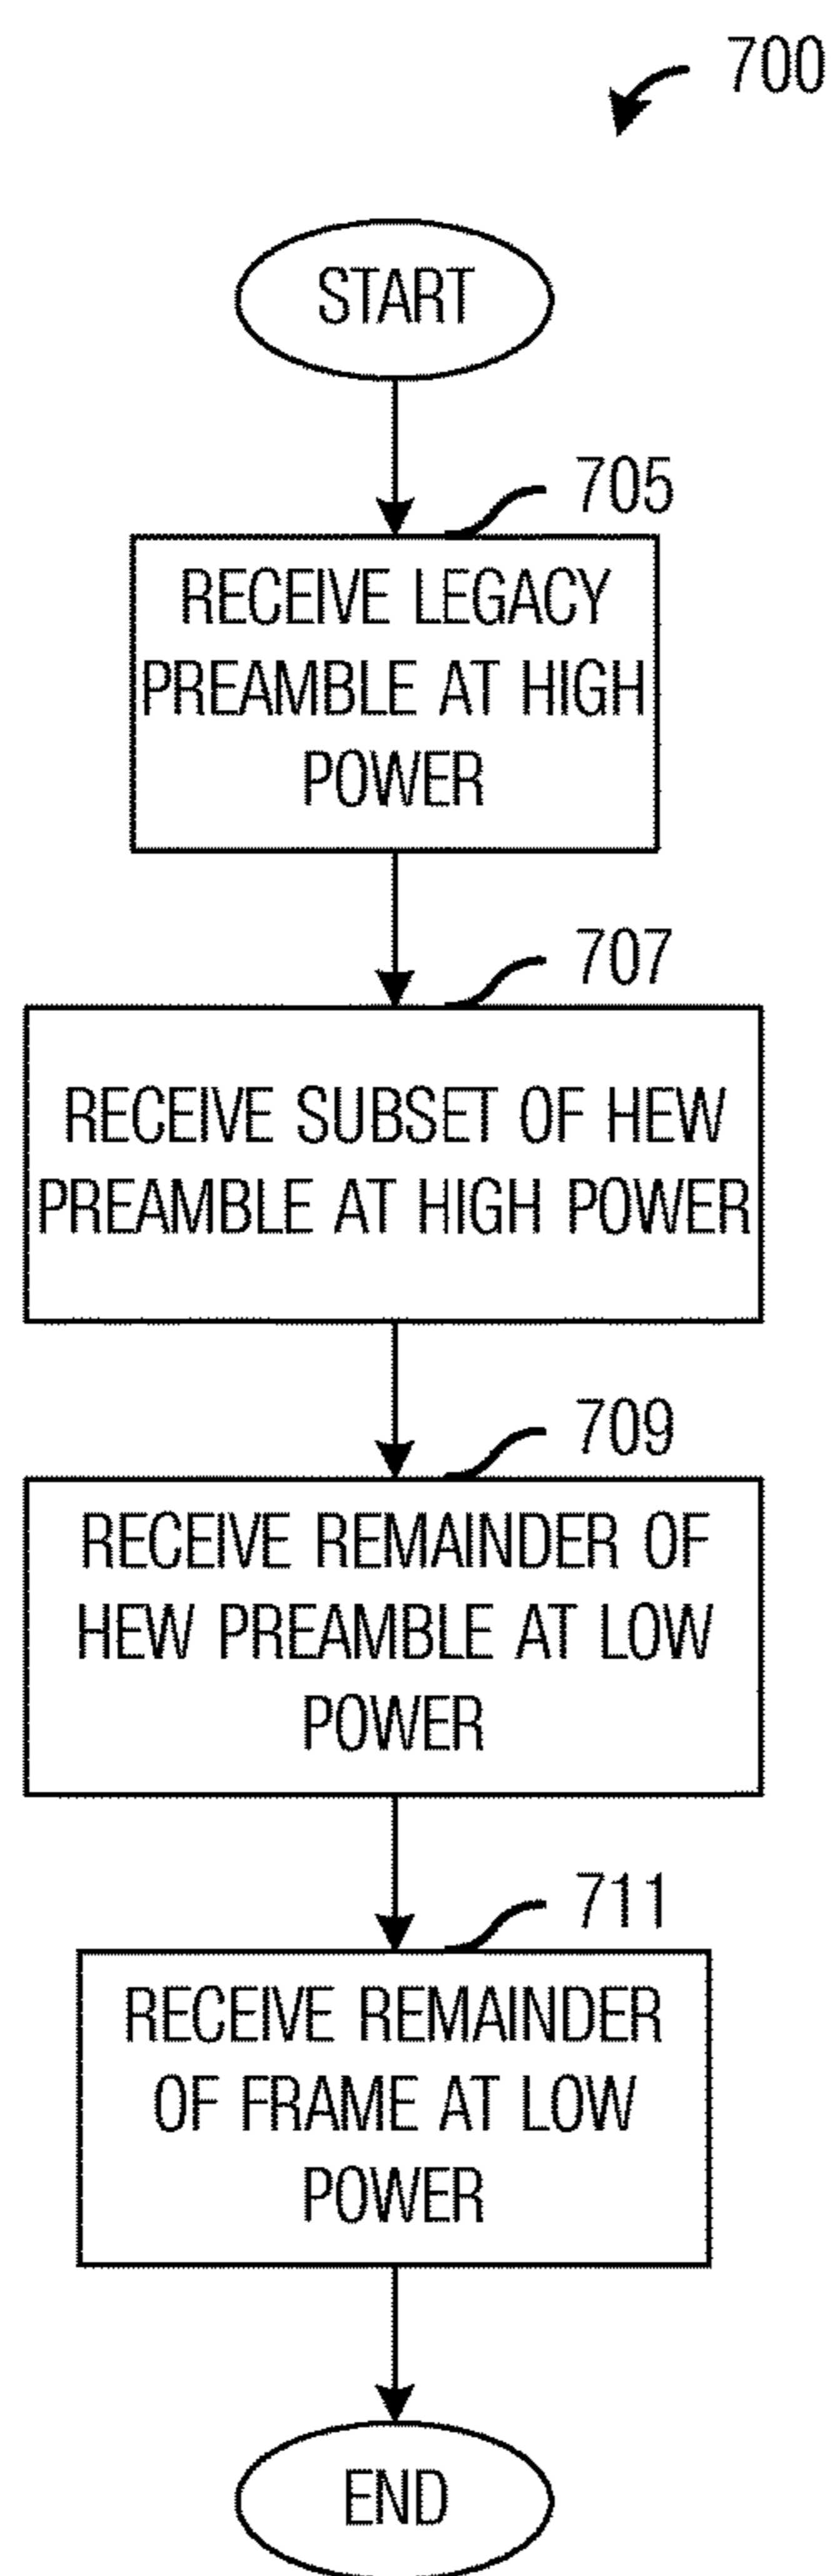 700
START
705
RECEIVE LEGACY
PREAMBLE AT HIGH
POWER
707
RECEIVE SUBSET OF HEW
PREAMBLE AT HIGH POWER
709
RECEIVE REMAINDER OF
HEW PREAMBLE AT LOW
POWER
711
RECEIVE REMAINDER
OF FRAME AT LOW
POWER
END